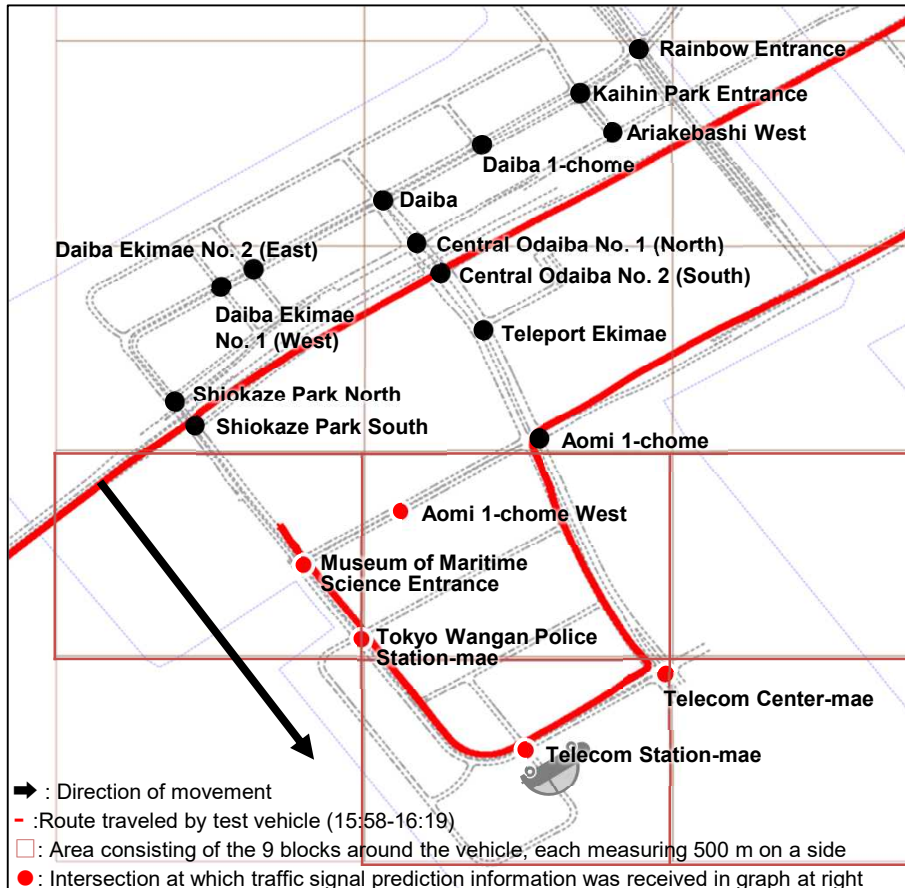 Rainbow Entrance
Kaihin Park Entrance
Ariakebashi West
Daiba 1-chome
Daiba
Central Odaiba No. 1 (North)
Daiba Ekimae No. 2 (East)
Central Odaiba No. 2 (South)
Daiba Ekimae
No. 1 (West)
Teleport Ekimae
Shiokaze Park North
Shiokaze Park South
Aomi 1-chome
Aomi 1-chome West
Museum of Maritime
Science Entrance
Tokyo Wangan Police
Station-mae
Telecom Center-mae
Telecom Station-mae
: Direction of movement
:Route traveled by test vehicle (15:58-16:19)
: Area consisting of the 9 blocks around the vehicle, each measuring 500 m on a side
: Intersection at which traffic signal prediction information was received in graph at right